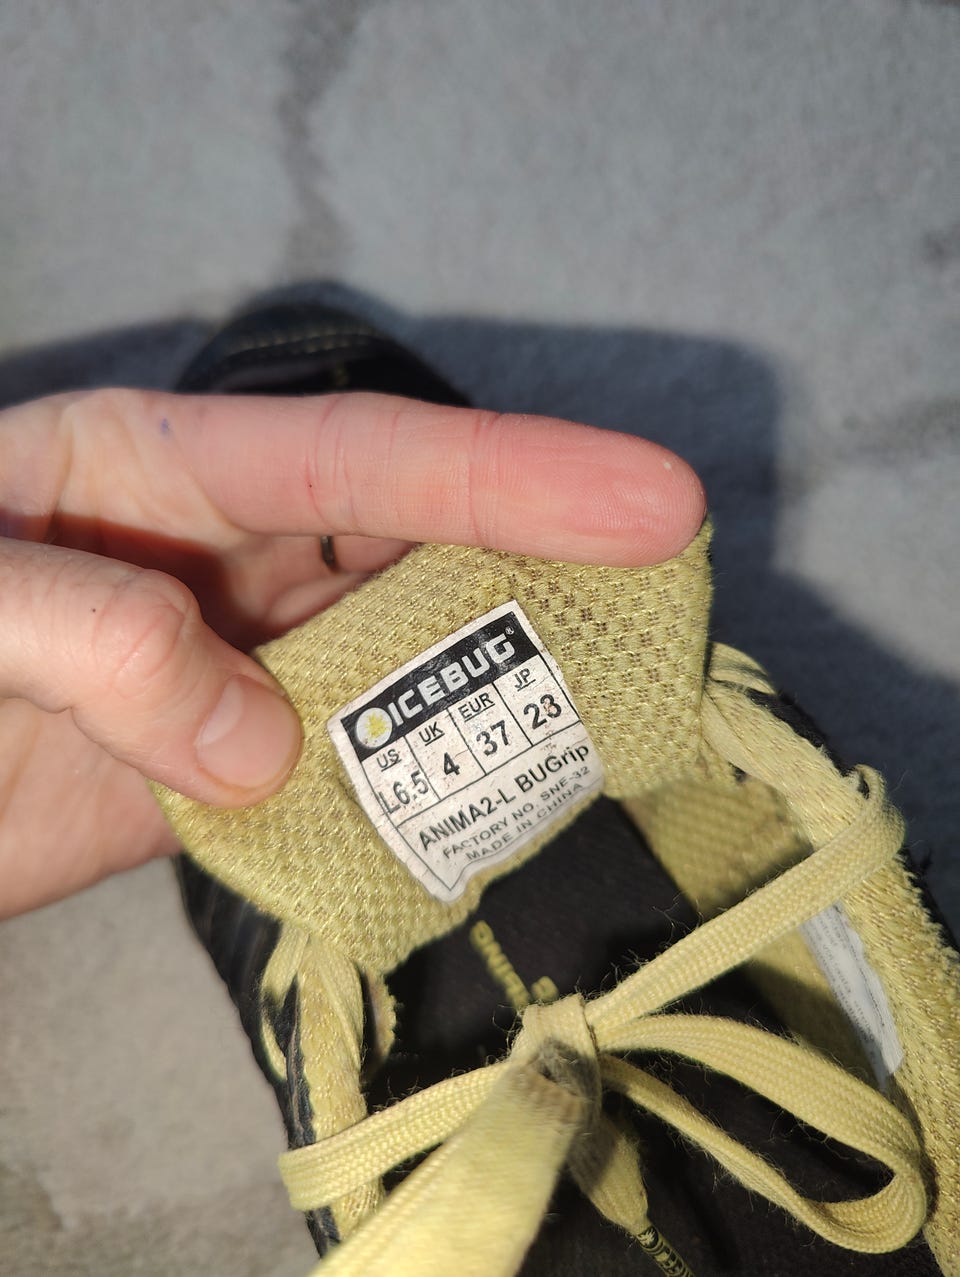 ICEBUG®
US UK EUR JP
L6.5 4 37 23
ANIMA2-L BUGrip
FACTORY NO. SNF-32
MADE IN CHINA